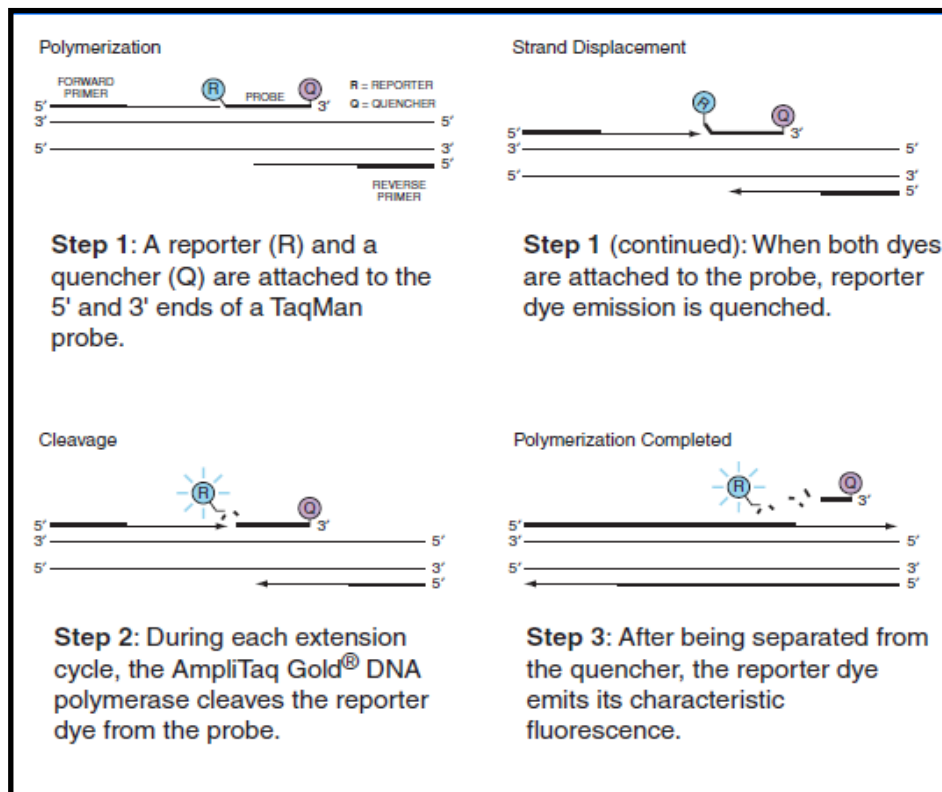 Polymerization
FORWARD
PRIMER
R
PROBE
Q
R = REPORTER
Q = QUENCHER
5′
3′
3′
5′
5′
3′
5′
REVERSE
PRIMER
Step 1: A reporter (R) and a
quencher (Q) are attached to the
5' and 3' ends of a TaqMan
probe.
Strand Displacement
R
Q
5′
3′
3′
5′
5′
3′
5′
Step 1 (continued): When both dyes
are attached to the probe, reporter
dye emission is quenched.
Cleavage
R
Q
5′
3′
3′
5′
5′
3′
5′
Step 2: During each extension
cycle, the AmpliTaq Gold® DNA
polymerase cleaves the reporter
dye from the probe.
Polymerization Completed
R
Q
3′
5′
3′
5′
5′
3′
5′
Step 3: After being separated from
the quencher, the reporter dye
emits its characteristic
fluorescence.